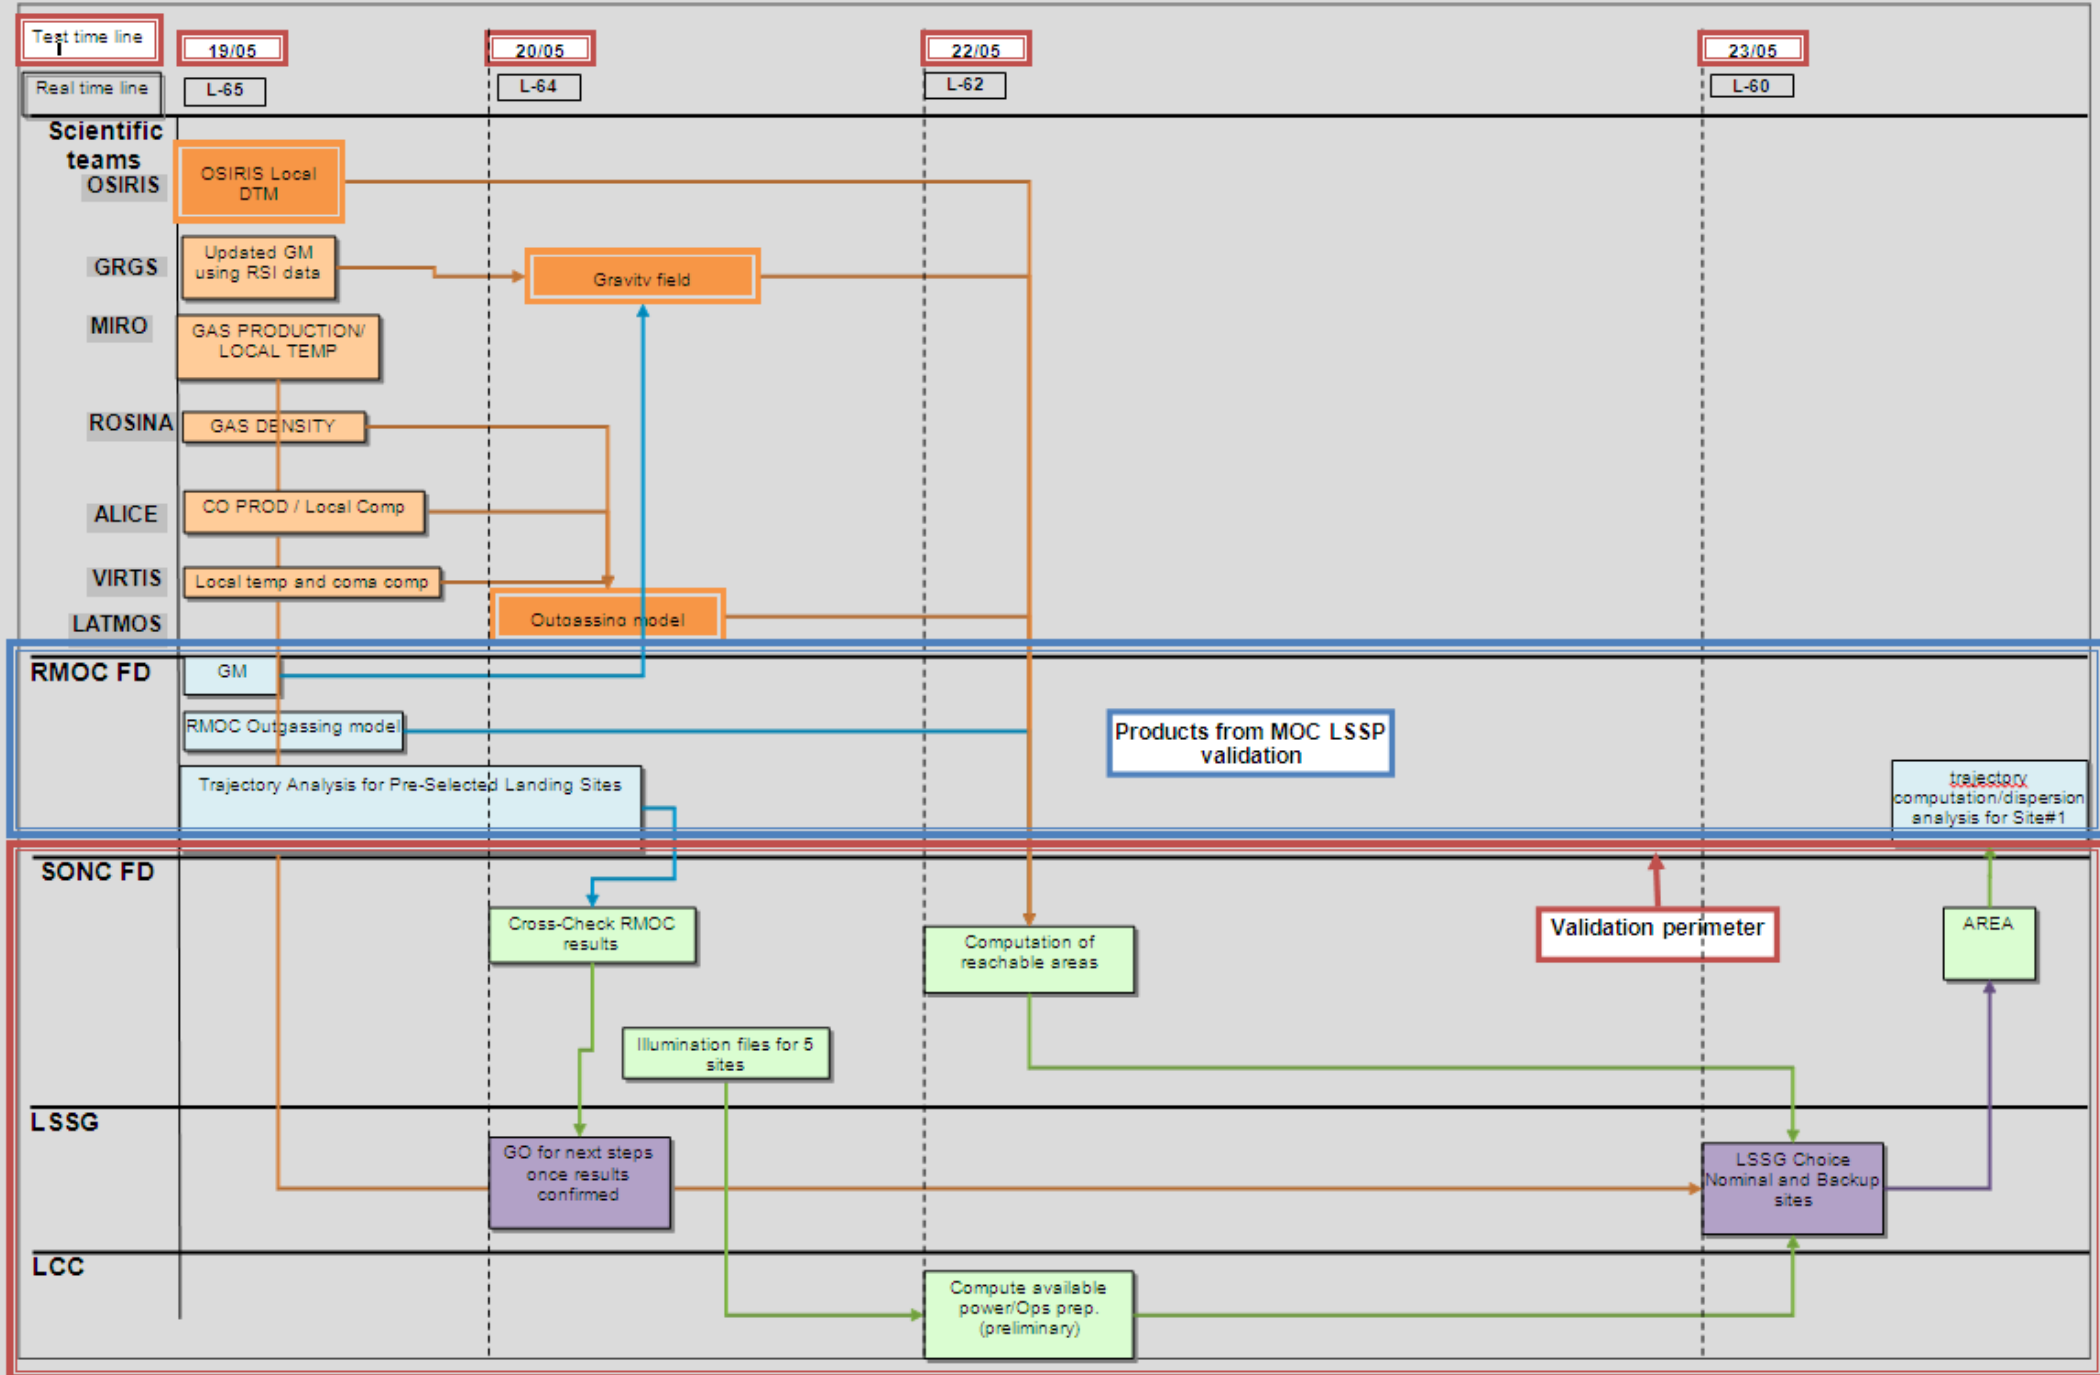 Test time line
19/05
20/05
22/05
23/05
Real time line
L-65
L-64
L-62
L-60
Scientific
teams
OSIRIS
OSIRIS Local
DTM
GRGS
Updated GM
using RSI data
Gravity field
MIRO
GAS PRODUCTION/
LOCAL TEMP
ROSINA
GAS DENSITY
ALICE
CO PROD / Local Comp
VIRTIS
Local temp and coma comp
LATMOS
Outgassing model
RMOC FD
GM
RMOC Outgassing model
Products from MOC LSSP
validation
Trajectory Analysis for Pre-Selected Landing Sites
trajectory
computation/dispersion
analysis for Site#1
SONC FD
Cross-Check RMOC
results
Computation of
reachable areas
Validation perimeter
AREA
Illumination files for 5
sites
LSSG
GO for next steps
once results
confirmed
LSSG Choice
Nominal and Backup
sites
LCC
Compute available
power/Ops prep.
(preliminary)